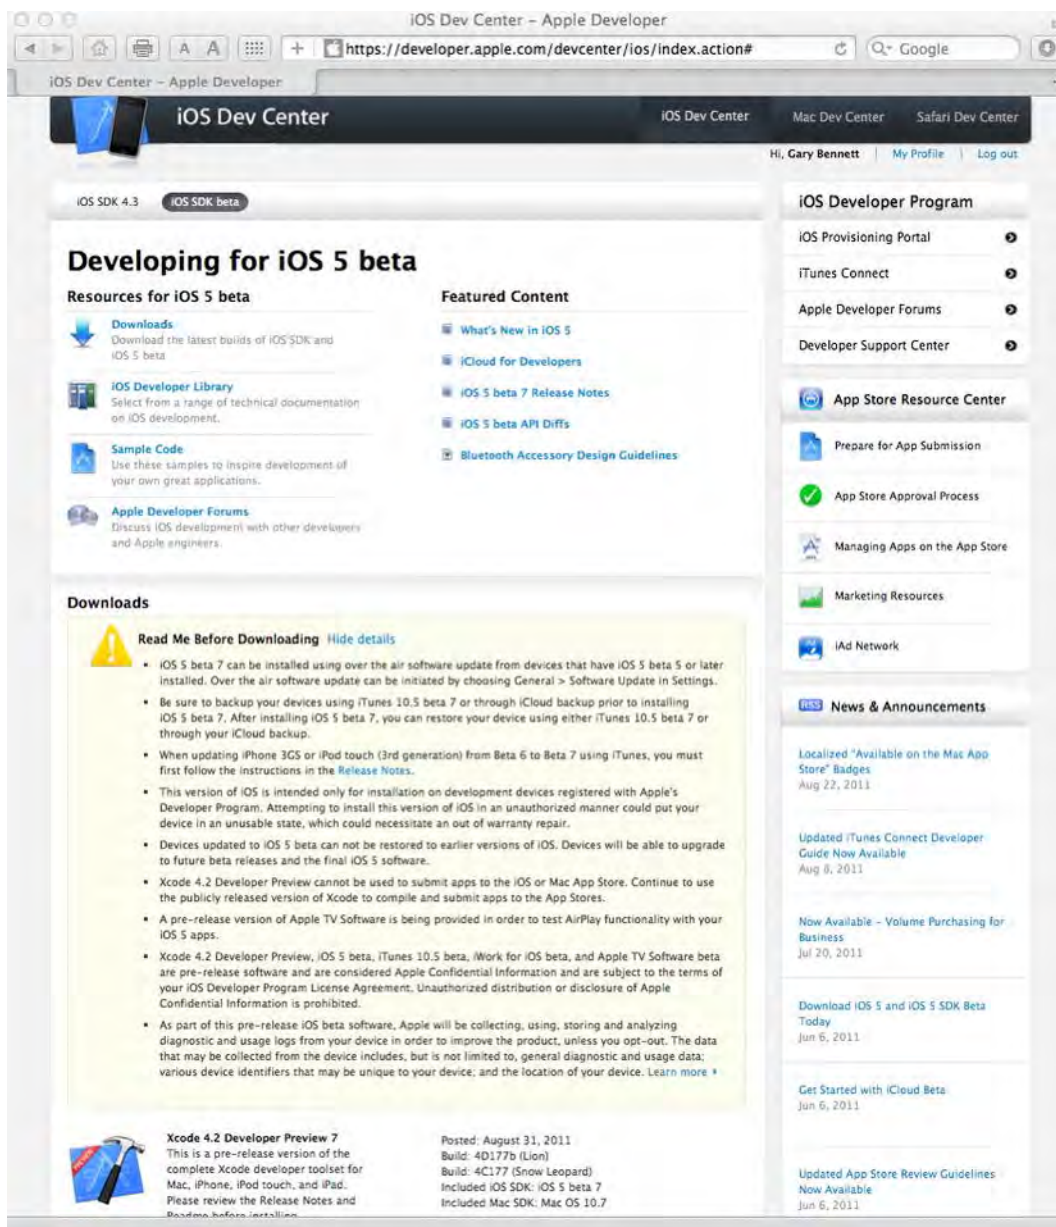 iOS Dev Center – Apple Developer
A A
+
https://developer.apple.com/devcenter/ios/index.action#
Google
iOS Dev Center – Apple Developer
iOS Dev Center
iOS Dev Center
Mac Dev Center
Safari Dev Center
Hi, Gary Bennett | My Profile | Log out
iOS SDK 4.3
iOS SDK beta
Developing for iOS 5 beta
Resources for iOS 5 beta
Downloads
Download the latest builds of iOS SDK and
iOS 5 beta
iOS Developer Library
Select from a range of technical documentation
on iOS development.
Sample Code
Use these samples to inspire development of
your own great applications.
Apple Developer Forums
Discuss iOS development with other developers
and Apple engineers.
Featured Content
What's New in iOS 5
iCloud for Developers
iOS 5 beta 7 Release Notes
iOS 5 beta API Diffs
Bluetooth Accessory Design Guidelines
Downloads
Read Me Before Downloading Hide details
▪ iOS 5 beta 7 can be installed using over the air software update from devices that have iOS 5 beta 5 or later
installed. Over the air software update can be initiated by choosing General > Software Update in Settings.
▪ Be sure to backup your devices using iTunes 10.5 beta 7 or through iCloud backup prior to installing
iOS 5 beta 7. After installing iOS 5 beta 7, you can restore your device using either iTunes 10.5 beta 7 or
through your iCloud backup.
▪ When updating iPhone 3GS or iPod touch (3rd generation) from Beta 6 to Beta 7 using iTunes, you must
first follow the instructions in the Release Notes.
▪ This version of iOS is intended only for installation on development devices registered with Apple's
Developer Program. Attempting to install this version of iOS in an unauthorized manner could put your
device in an unusable state, which could necessitate an out of warranty repair.
▪ Devices updated to iOS 5 beta can not be restored to earlier versions of iOS. Devices will be able to upgrade
to future beta releases and the final iOS 5 software.
▪ Xcode 4.2 Developer Preview cannot be used to submit apps to the iOS or Mac App Store. Continue to use
the publicly released version of Xcode to compile and submit apps to the App Stores.
▪ A pre-release version of Apple TV Software is being provided in order to test AirPlay functionality with your
iOS 5 apps.
▪ Xcode 4.2 Developer Preview, iOS 5 beta, iTunes 10.5 beta, iWork for iOS beta, and Apple TV Software beta
are pre-release software and are considered Apple Confidential Information and are subject to the terms of
your iOS Developer Program License Agreement. Unauthorized distribution or disclosure of Apple
Confidential Information is prohibited.
▪ As part of this pre-release iOS beta software, Apple will be collecting, using, storing and analyzing
diagnostic and usage logs from your device in order to improve the product, unless you opt-out. The data
that may be collected from the device includes, but is not limited to, general diagnostic and usage data;
various device identifiers that may be unique to your device; and the location of your device. Learn more
Xcode 4.2 Developer Preview 7
This is a pre-release version of the
complete Xcode developer toolset for
Mac, iPhone, iPod touch, and iPad.
Please review the Release Notes and
Readme before installing
Posted: August 31, 2011
Build: 4D177b (Lion)
Build: 4C177 (Snow Leopard)
Included iOS SDK: iOS 5 beta 7
Included Mac SDK: Mac OS 10.7
iOS Developer Program
iOS Provisioning Portal
iTunes Connect
Apple Developer Forums
Developer Support Center
App Store Resource Center
Prepare for App Submission
App Store Approval Process
Managing Apps on the App Store
Marketing Resources
iAd Network
RSS News & Announcements
Localized "Available on the Mac App
Store" Badges
Aug 22, 2011
Updated iTunes Connect Developer
Guide Now Available
Aug 8, 2011
Now Available – Volume Purchasing for
Business
Jul 20, 2011
Download iOS 5 and iOS 5 SDK Beta
Today
Jun 6, 2011
Get Started with iCloud Beta
Jun 6, 2011
Updated App Store Review Guidelines
Now Available
Jun 6, 2011